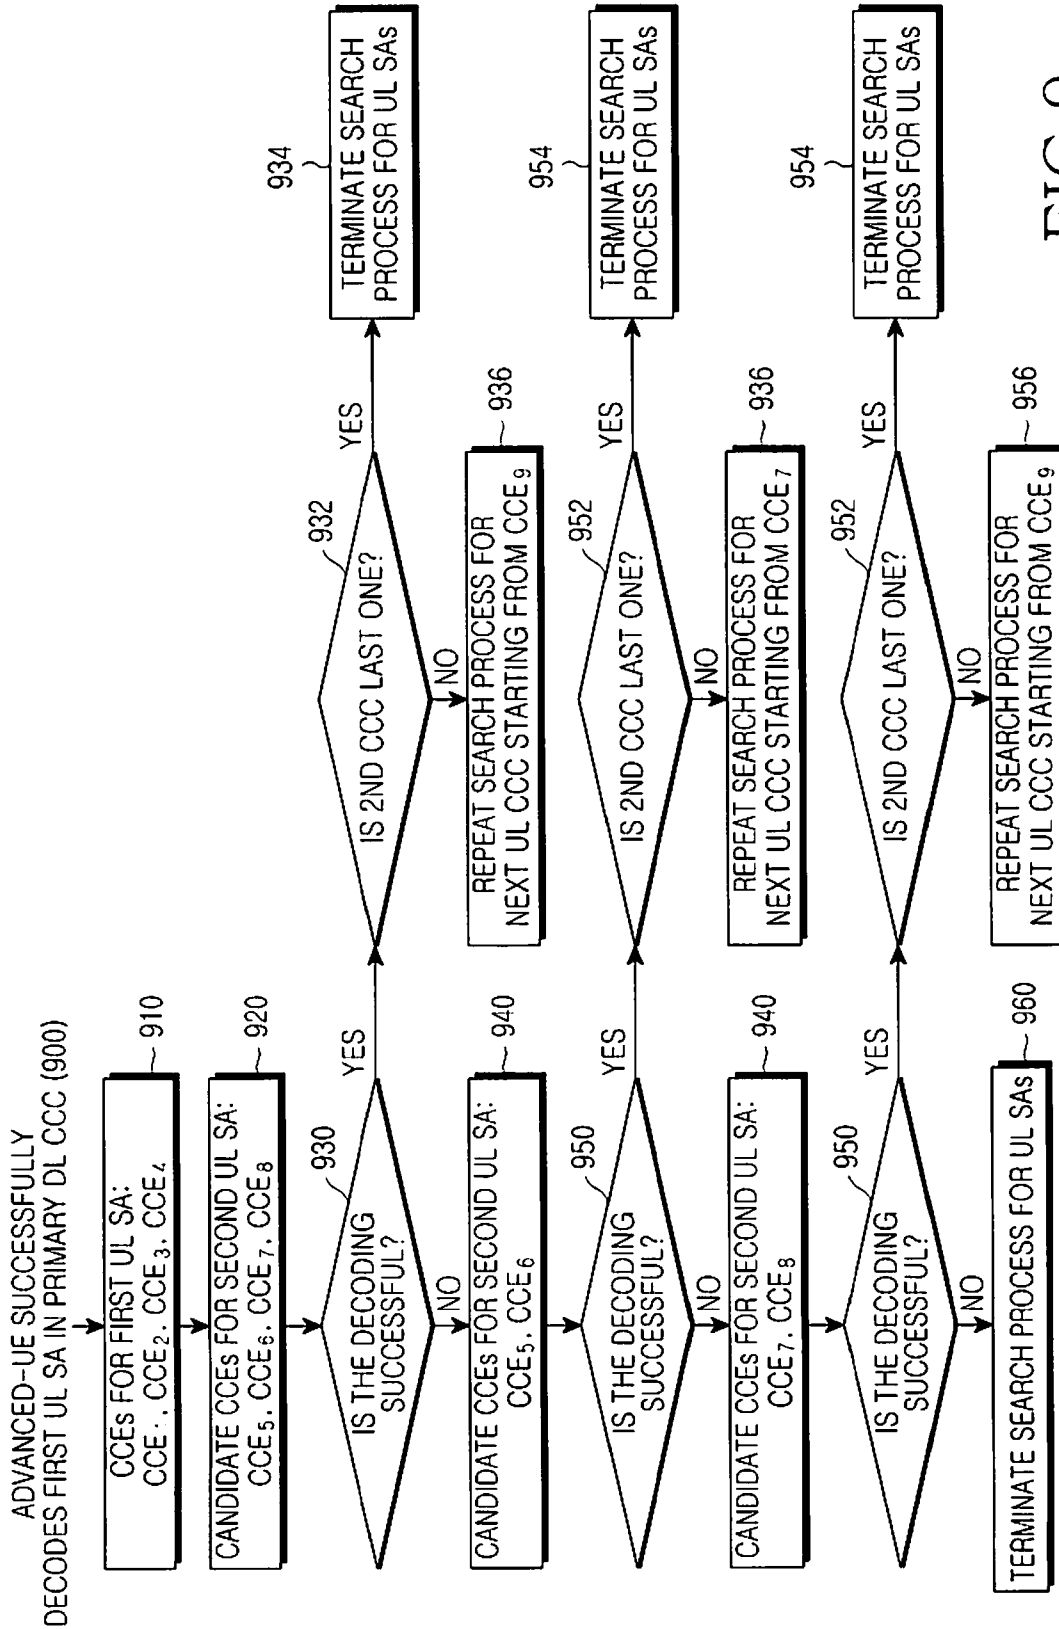 ADVANCED-UE SUCCESSFULLY
DECODES FIRST UL SA IN PRIMARY DL CCC (900)
CCEs FOR FIRST UL SA:
CCE₁, CCE₂, CCE₃, CCE₄
910
CANDIDATE CCEs FOR SECOND UL SA:
CCE₅, CCE₆, CCE₇, CCE₈
920
IS THE DECODING
SUCCESSFUL?
930
YES
NO
IS 2ND CCC LAST ONE?
932
YES
NO
TERMINATE SEARCH
PROCESS FOR UL SAs
934
REPEAT SEARCH PROCESS FOR
NEXT UL CCC STARTING FROM CCE₉
936
CANDIDATE CCEs FOR SECOND UL SA:
CCE₅, CCE₆
940
IS THE DECODING
SUCCESSFUL?
950
YES
NO
IS 2ND CCC LAST ONE?
952
YES
NO
TERMINATE SEARCH
PROCESS FOR UL SAs
954
REPEAT SEARCH PROCESS FOR
NEXT UL CCC STARTING FROM CCE₇
936
CANDIDATE CCEs FOR SECOND UL SA:
CCE₇, CCE₈
940
IS THE DECODING
SUCCESSFUL?
950
YES
NO
IS 2ND CCC LAST ONE?
952
YES
NO
TERMINATE SEARCH
PROCESS FOR UL SAs
954
REPEAT SEARCH PROCESS FOR
NEXT UL CCC STARTING FROM CCE₉
956
TERMINATE SEARCH PROCESS FOR UL SAs
960